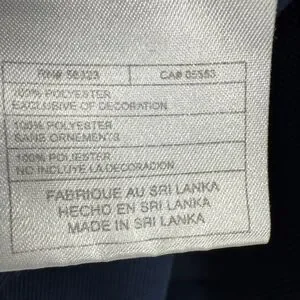 RN# 56323 CA# 05553
100% POLYESTER
EXCLUSIVE OF DECORATION
100% POLYESTER
SANS ORNEMENTS
100% POLIESTER
NO INCLUYE LA DECORACION
FABRIQUE AU SRI LANKA
HECHO EN SRI LANKA
MADE IN SRI LANKA